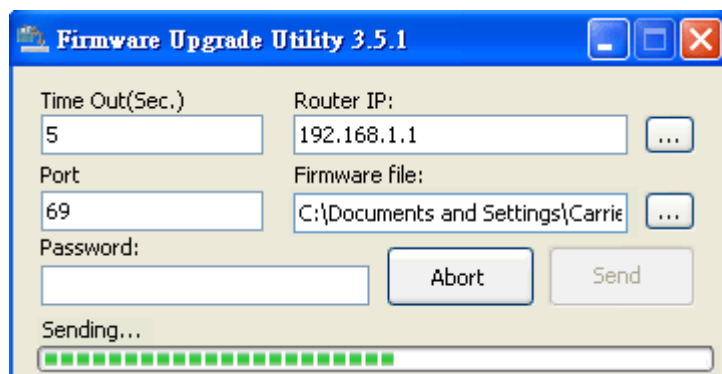 Firmware Upgrade Utility 3.5.1
Time Out(Sec.) Router IP:
5 192.168.1.1 ...
Port Firmware file:
69 C:\Documents and Settings\Carrie ...
Password:
Abort Send
Sending...